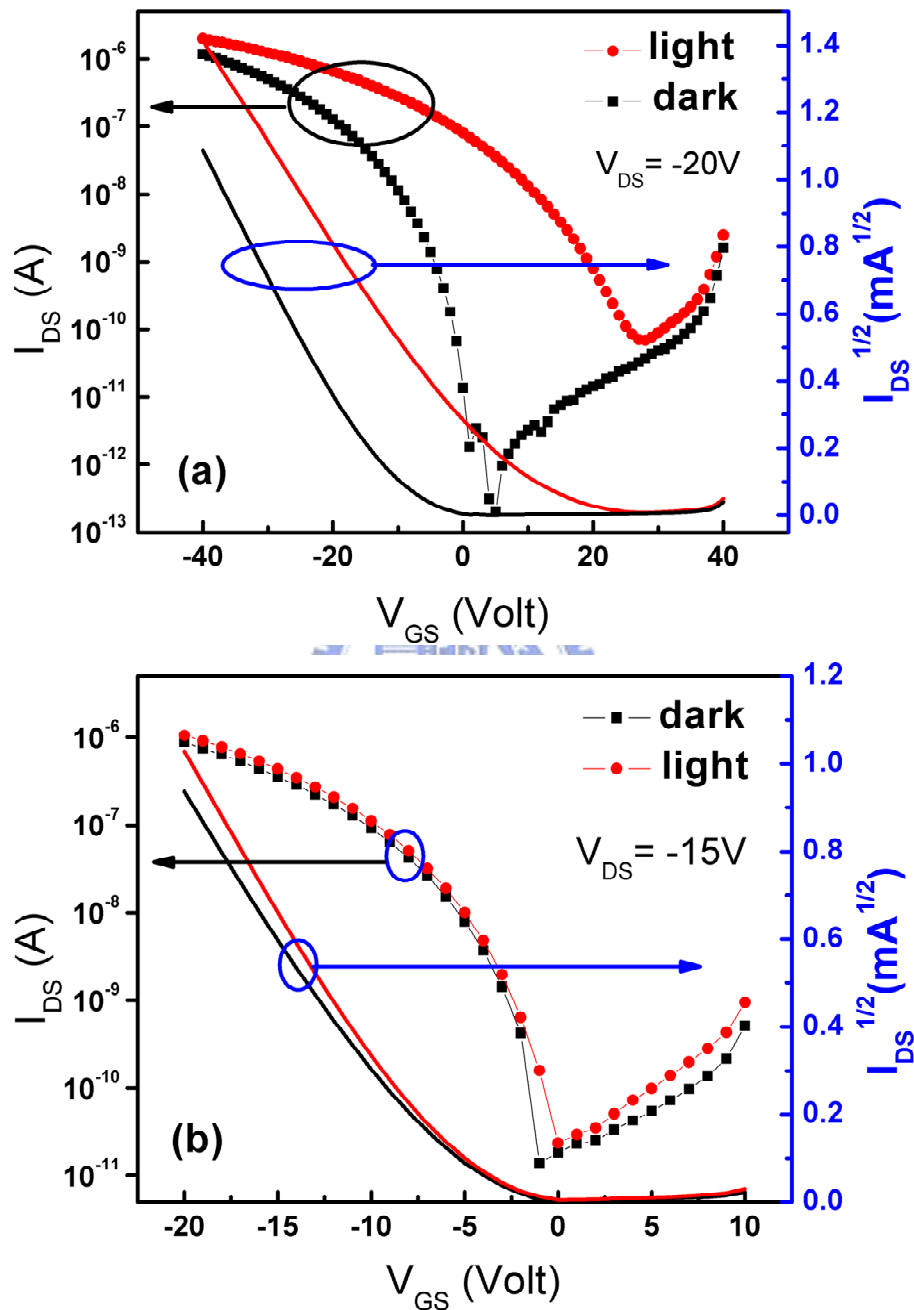 light
dark
V_DS= -20V
10^-6
10^-7
10^-8
10^-9
10^-10
10^-11
10^-12
10^-13
I_DS (A)
1.4
1.2
1.0
0.8
0.6
0.4
0.2
0.0
I_DS^1/2(mA^1/2)
(a)
-40 -20 0 20 40
V_GS (Volt)
dark
light
V_DS= -15V
10^-6
10^-7
10^-8
10^-9
10^-10
10^-11
I_DS (A)
1.2
1.0
0.8
0.6
0.4
0.2
0.0
I_DS^1/2(mA^1/2)
(b)
-20 -15 -10 -5 0 5 10
V_GS (Volt)